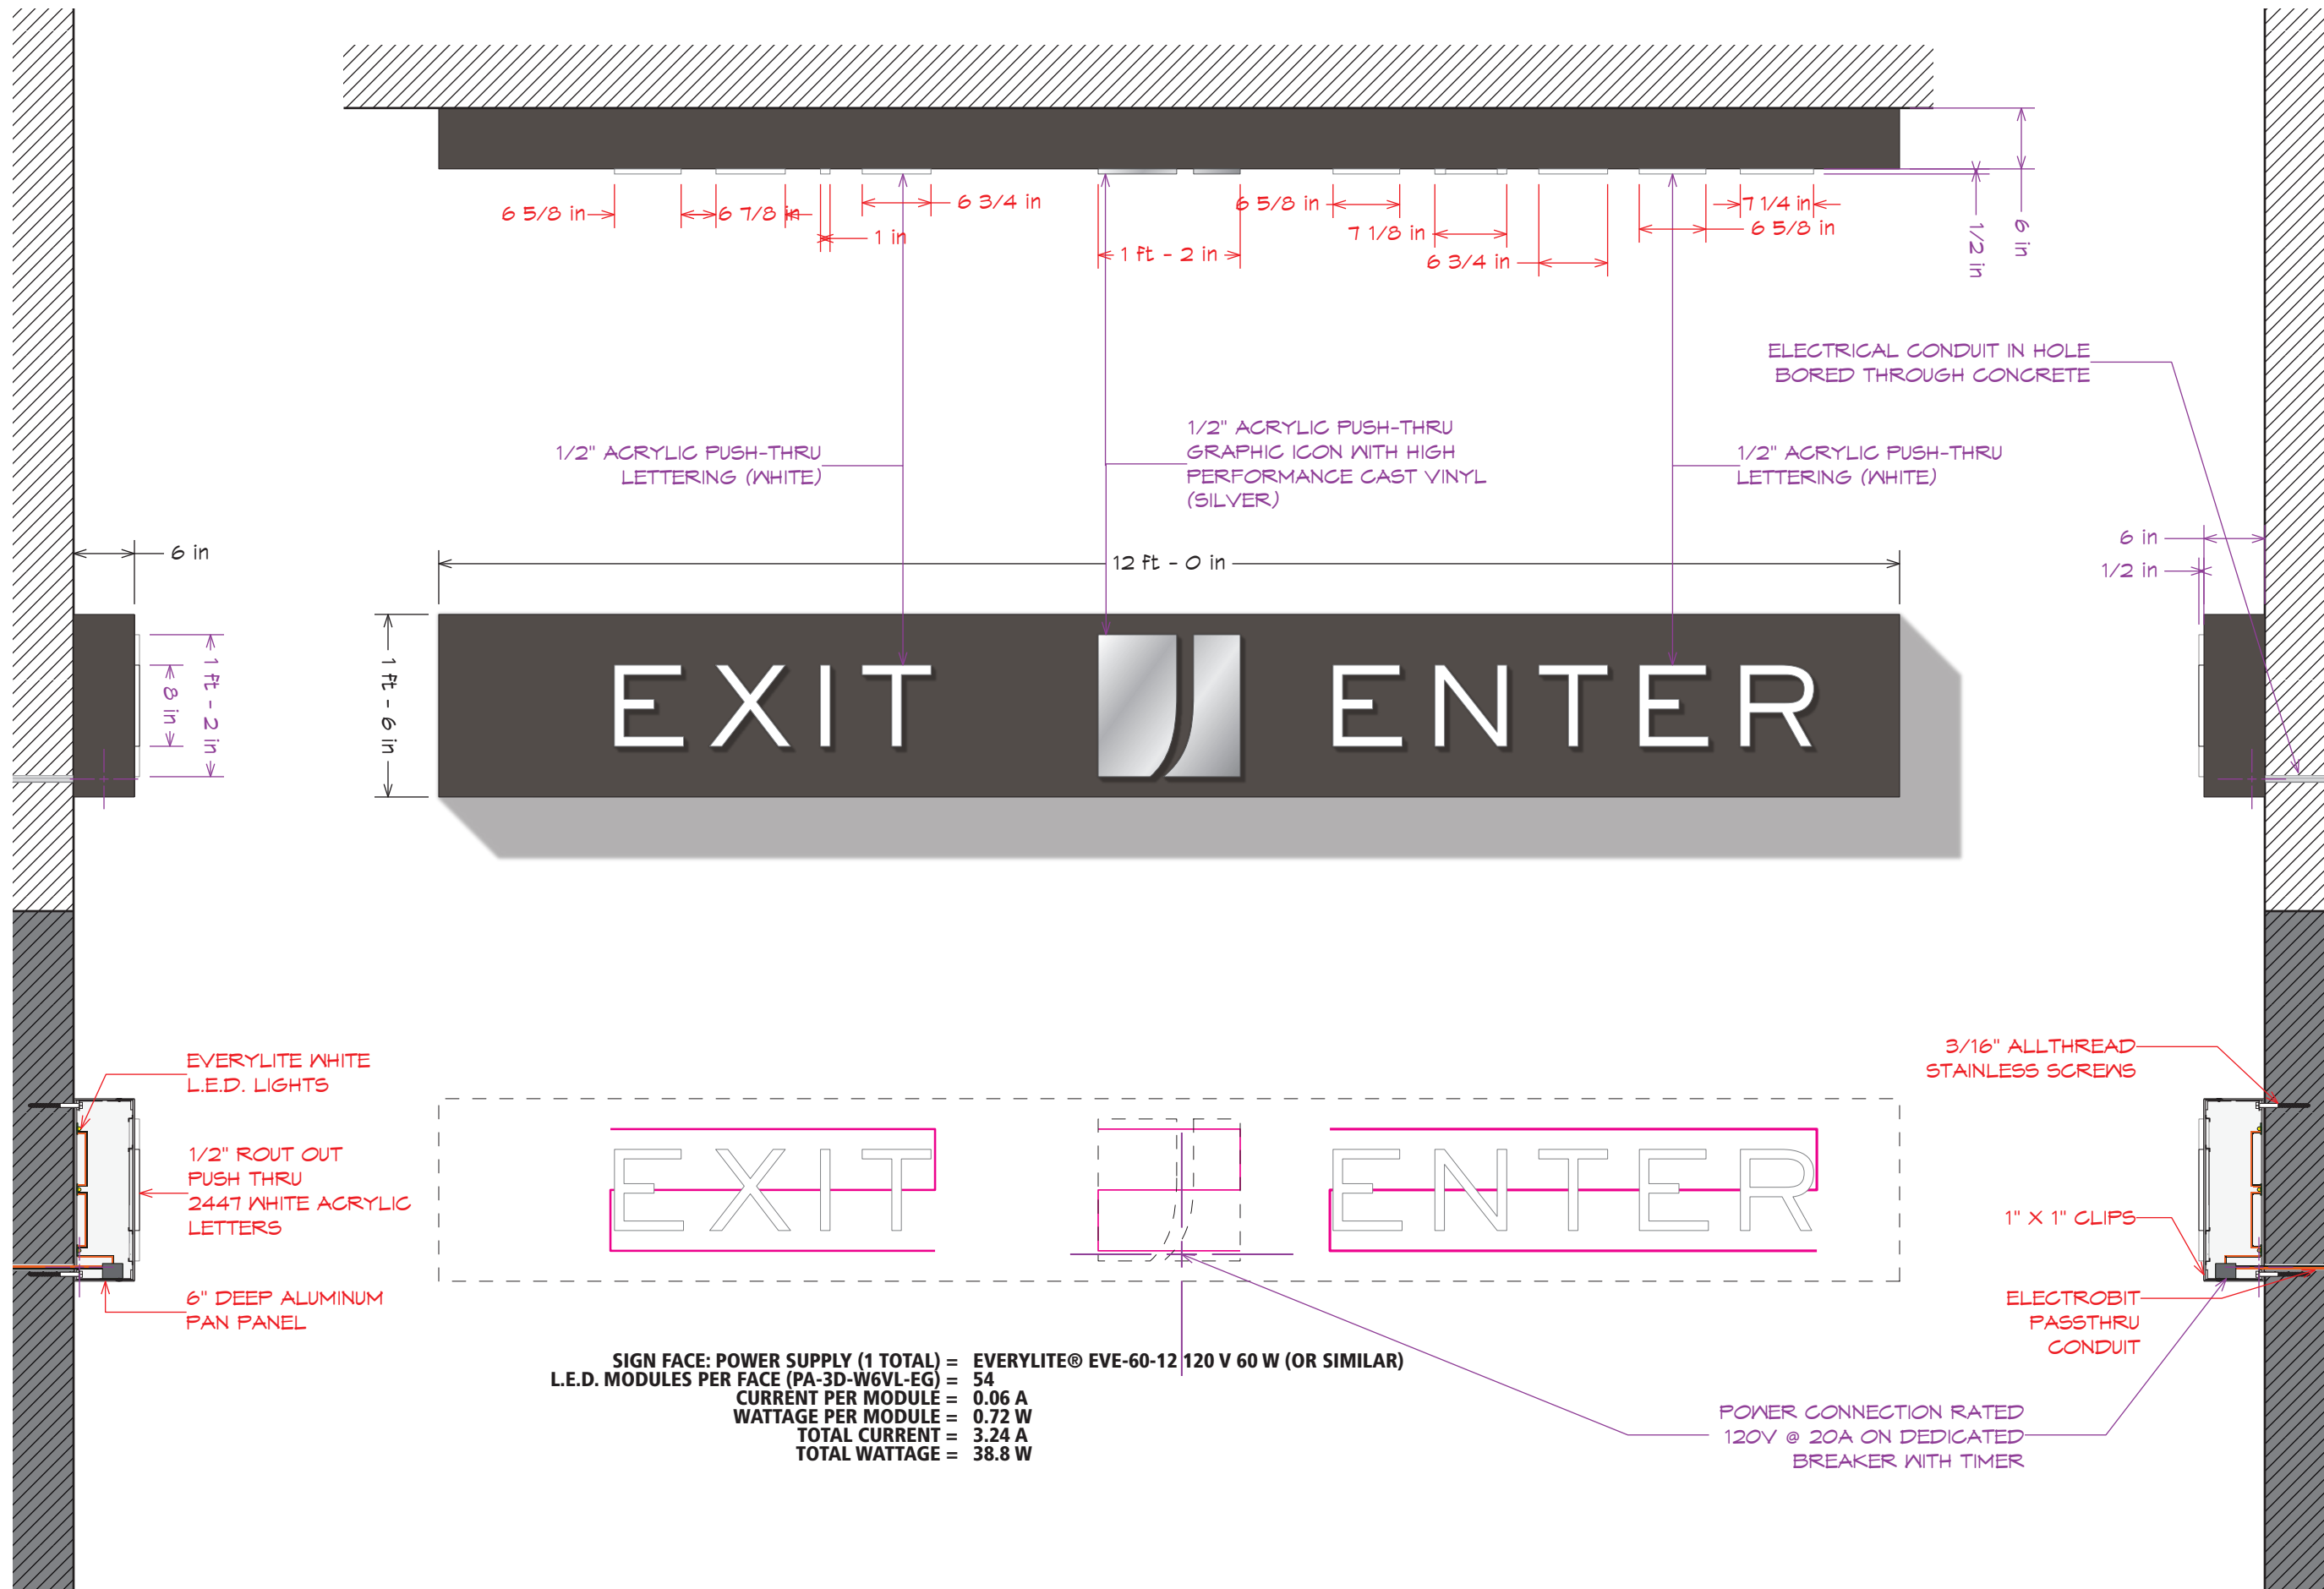 6 5/8 in
6 7/8 in
1 in
6 3/4 in
1 ft - 2 in
6 5/8 in
7 1/8 in
6 3/4 in
7 1/4 in
6 5/8 in
1/2 in
6 in
ELECTRICAL CONDUIT IN HOLE
BORED THROUGH CONCRETE
1/2" ACRYLIC PUSH-THRU
LETTERING (WHITE)
1/2" ACRYLIC PUSH-THRU
GRAPHIC ICON WITH HIGH
PERFORMANCE CAST VINYL
(SILVER)
1/2" ACRYLIC PUSH-THRU
LETTERING (WHITE)
6 in
12 ft - 0 in
6 in
1/2 in
1 ft - 2 in
8 in
1 ft - 6 in
EXIT
ENTER
EVERYLITE WHITE
L.E.D. LIGHTS
1/2" ROUT OUT
PUSH THRU
2447 WHITE ACRYLIC
LETTERS
6" DEEP ALUMINUM
PAN PANEL
EXIT
ENTER
3/16" ALLTHREAD
STAINLESS SCREWS
1" X 1" CLIPS
ELECTROBIT
PASSTHRU
CONDUIT
SIGN FACE: POWER SUPPLY (1 TOTAL) = EVERYLITE® EVE-60-12 120 V 60 W (OR SIMILAR)
L.E.D. MODULES PER FACE (PA-3D-W6VL-EG) = 54
CURRENT PER MODULE = 0.06 A
WATTAGE PER MODULE = 0.72 W
TOTAL CURRENT = 3.24 A
TOTAL WATTAGE = 38.8 W
POWER CONNECTION RATED
120V @ 20A ON DEDICATED
BREAKER WITH TIMER